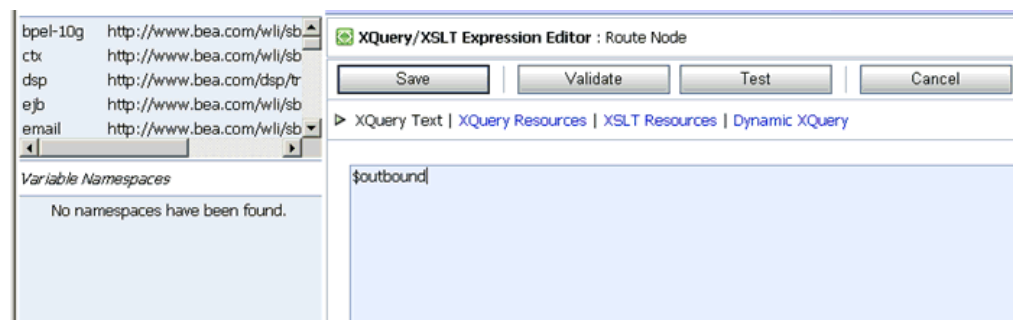 bpel-10g http://www.bea.com/wli/sb
ctx http://www.bea.com/wli/sb
dsp http://www.bea.com/dsp/tr
ejb http://www.bea.com/wli/sb
email http://www.bea.com/wli/sb
Variable Namespaces
No namespaces have been found.
XQuery/XSLT Expression Editor : Route Node
Save Validate Test Cancel
XQuery Text | XQuery Resources | XSLT Resources | Dynamic XQuery
$outbound